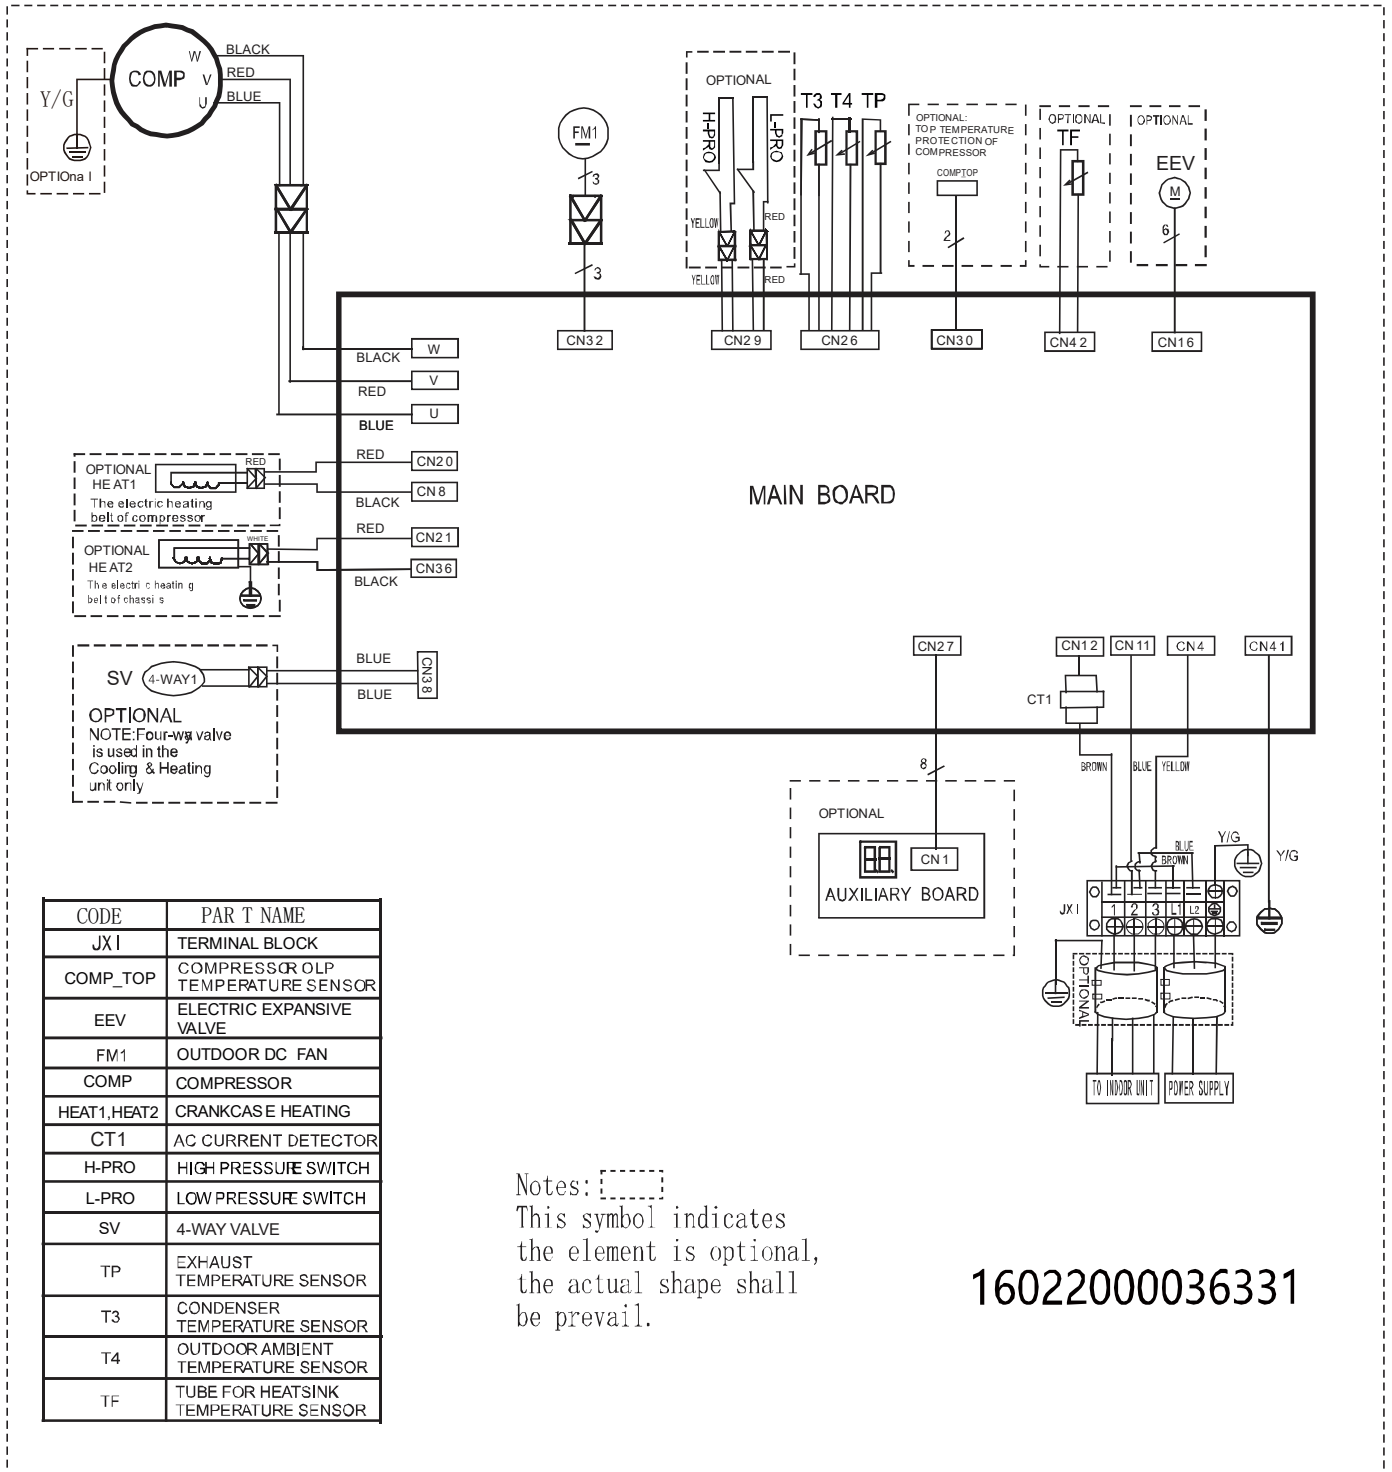 COMP
W
V
U
BLACK
RED
BLUE
Y/G
OPTIOna l
FM1
3
3
OPTIONAL
H-PRO
L-PRO
YELLOW
RED
YELLOW
RED
T3 T4 TP
OPTIONAL:
TOP TEMPERATURE
PROTECTION OF
COMPRESSOR
COMPTOP
2
OPTIONAL
TF
OPTIONAL
EEV
M
6
CN32
CN29
CN26
CN30
CN42
CN16
BLACK
W
RED
V
BLUE
U
OPTIONAL
HEAT1
RED
The electric heating
belt of compressor
RED
CN20
BLACK
CN8
OPTIONAL
HEAT2
WHITE
The electric heating
belt of chassis
RED
CN21
BLACK
CN36
MAIN BOARD
SV
4-WAY1
BLUE
BLUE
CN38
OPTIONAL
NOTE:Four-wa valve
is used in the
Cooling & Heating
unit only
CN27
CN12
CN11
CN4
CN41
CT1
8
BROWN
BLUE
YELLOW
OPTIONAL
CN1
AUXILIARY BOARD
BLUE
BROWN
Y/G
Y/G
JX1
1 2 3 L1 L2
OPTIONAL
TO INDOOR UNIT
POWER SUPPLY
CODE PART NAME
JX1 TERMINAL BLOCK
COMP_TOP COMPRESSOR OLP
TEMPERATURE SENSOR
EEV ELECTRIC EXPANSIVE
VALVE
FM1 OUTDOOR DC FAN
COMP COMPRESSOR
HEAT1,HEAT2 CRANKCASE HEATING
CT1 AC CURRENT DETECTOR
H-PRO HIGH PRESSURE SWITCH
L-PRO LOW PRESSURE SWITCH
SV 4-WAY VALVE
TP EXHAUST
TEMPERATURE SENSOR
T3 CONDENSER
TEMPERATURE SENSOR
T4 OUTDOOR AMBIENT
TEMPERATURE SENSOR
TF TUBE FOR HEATSINK
TEMPERATURE SENSOR
Notes:
This symbol indicates
the element is optional,
the actual shape shall
be prevail.
16022000036331